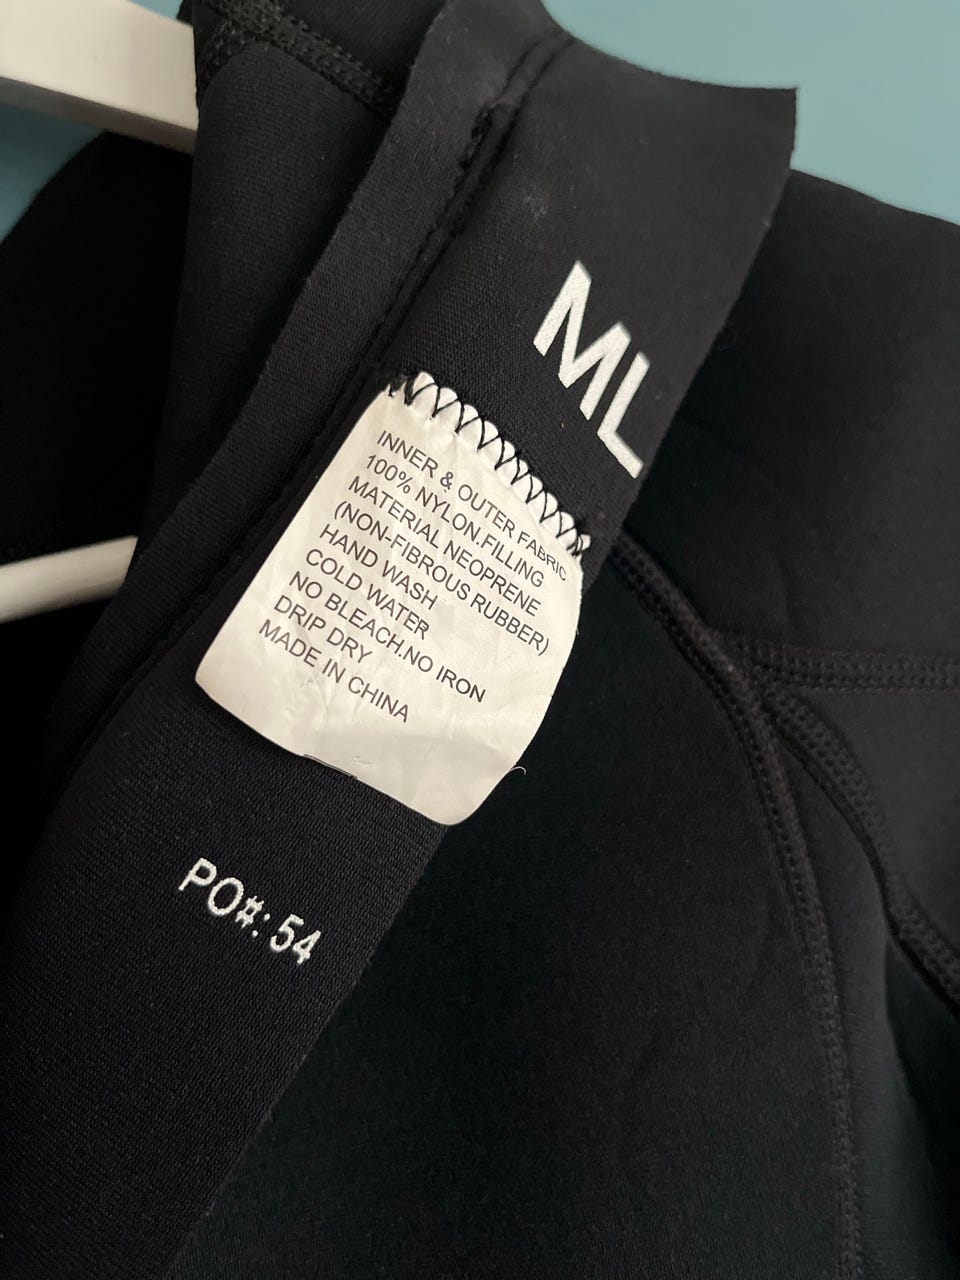 ML
INNER & OUTER FABRIC
100% NYLON.FILLING
MATERIAL NEOPRENE
(NON-FIBROUS RUBBER)
HAND WASH
COLD WATER
NO BLEACH.NO IRON
DRIP DRY
MADE IN CHINA
PO#: 54